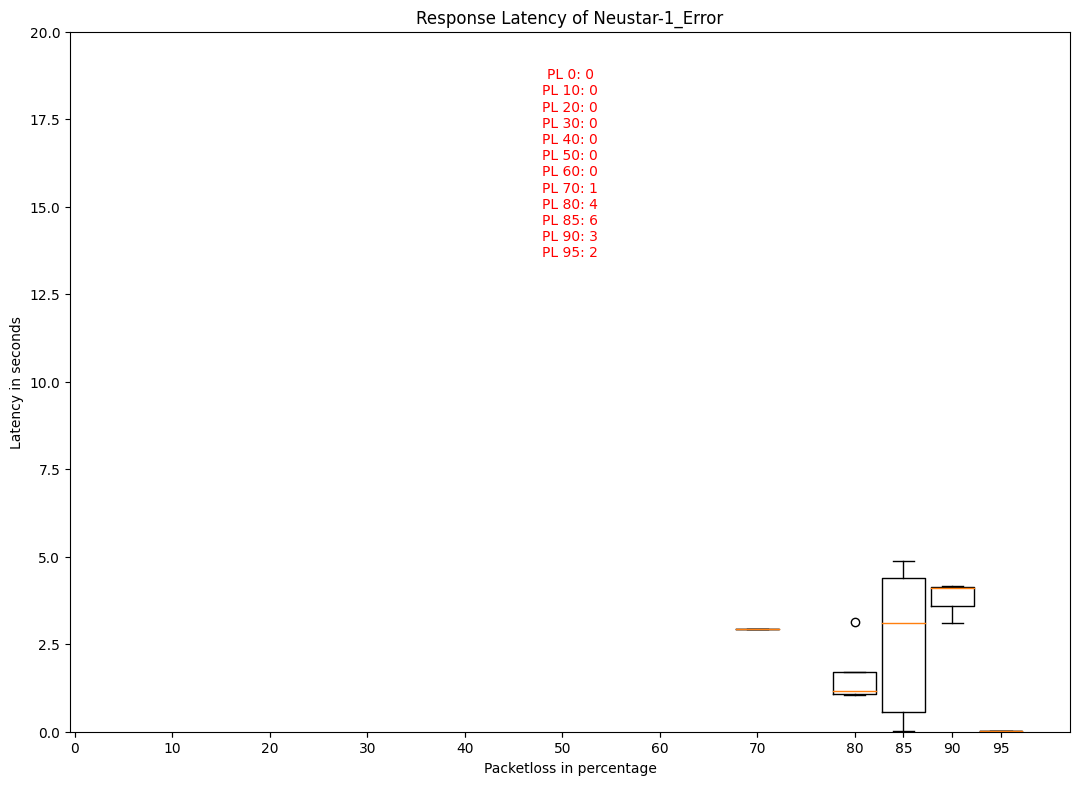 Response Latency of Neustar-1_Error
20.0
17.5
15.0
12.5
10.0
7.5
5.0
2.5
0.0
Latency in seconds
PL 0: 0
PL 10: 0
PL 20: 0
PL 30: 0
PL 40: 0
PL 50: 0
PL 60: 0
PL 70: 1
PL 80: 4
PL 85: 6
PL 90: 3
PL 95: 2
0 10 20 30 40 50 60 70 80 85 90 95
Packetloss in percentage